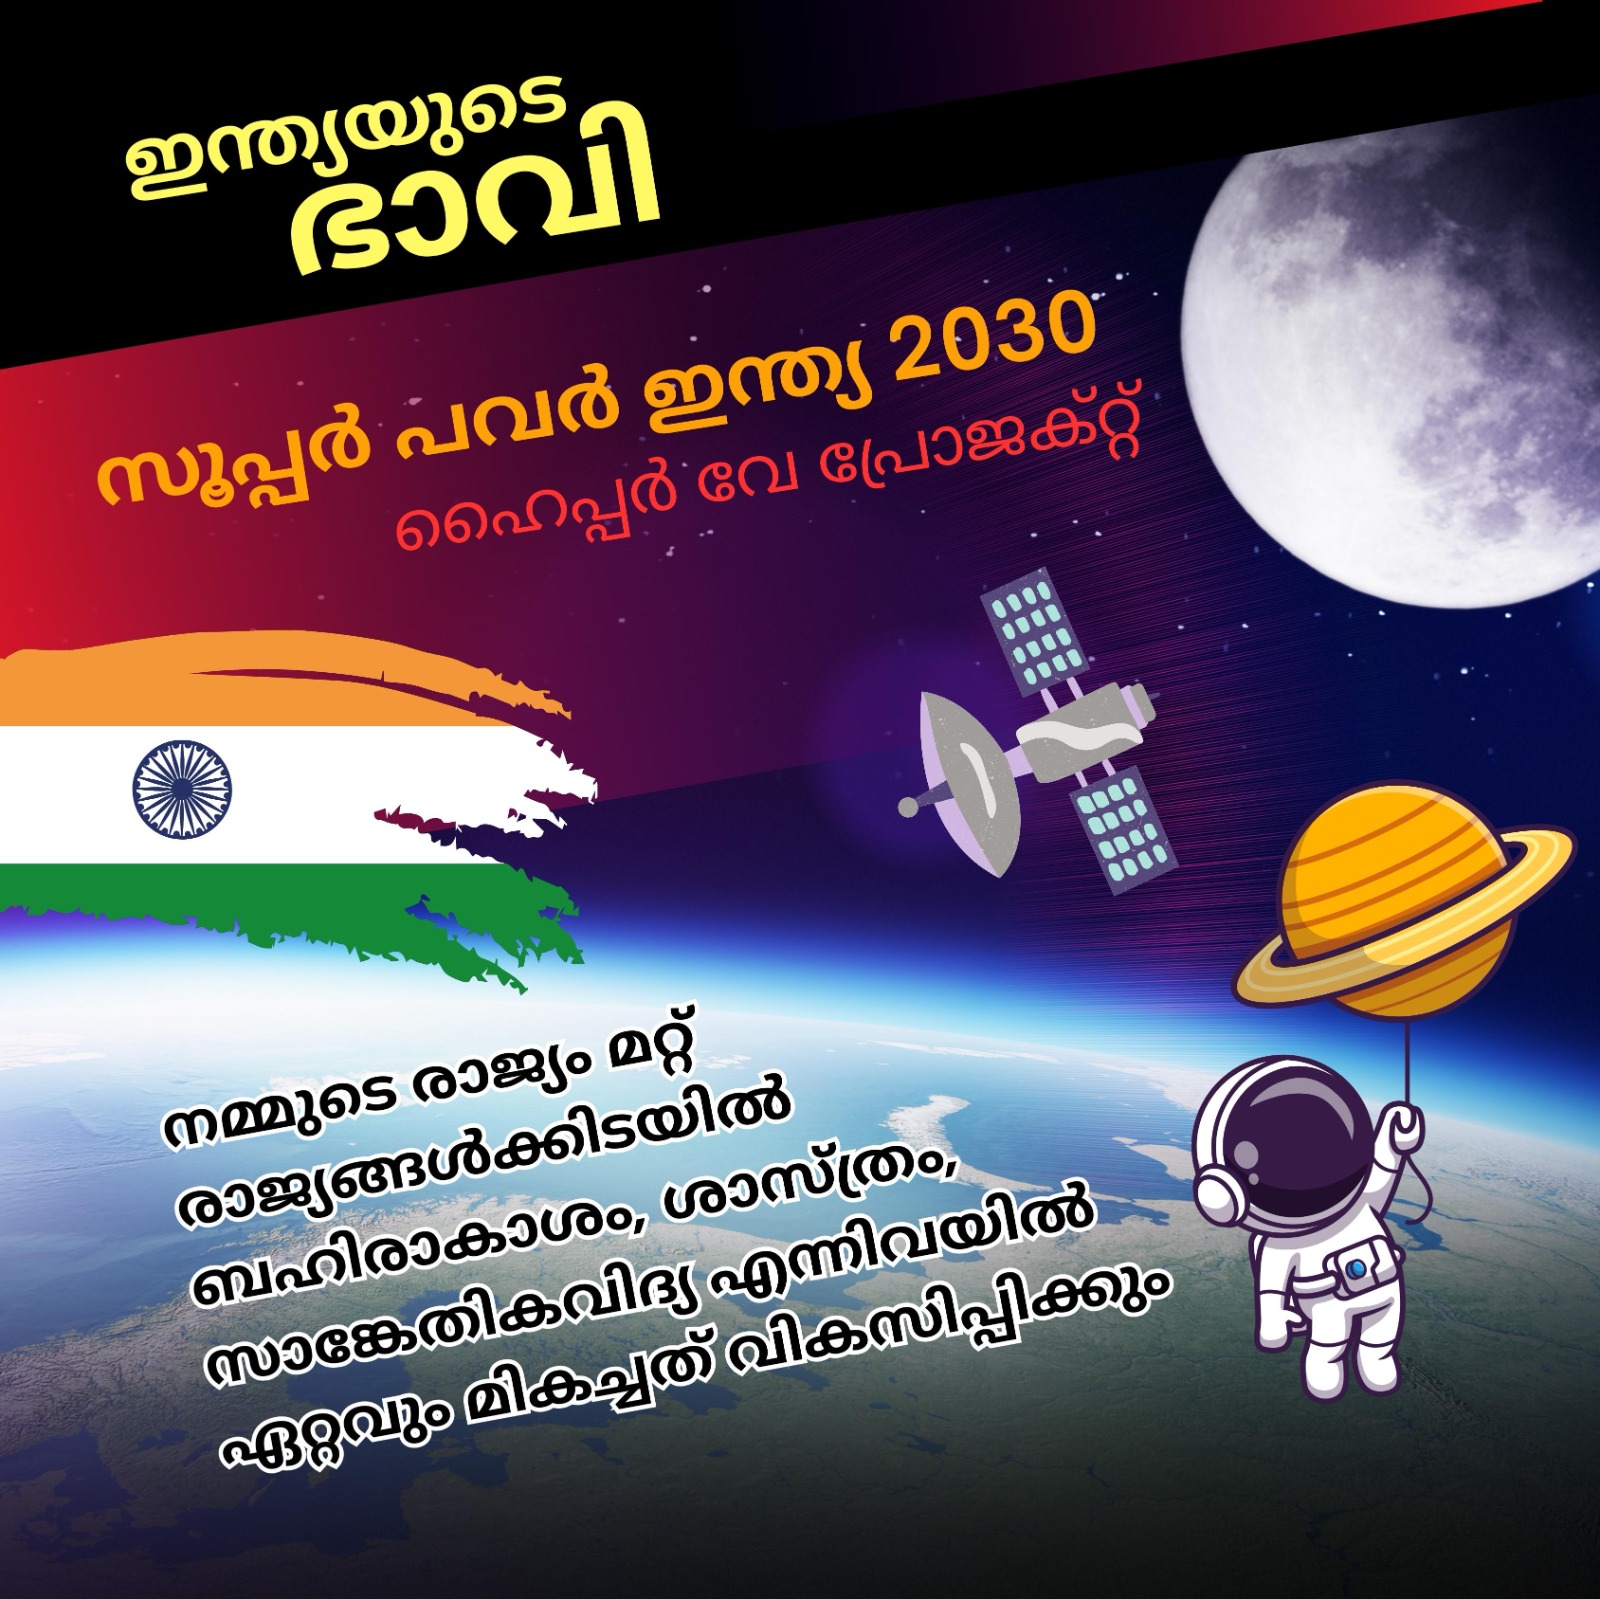 ഇന്ത്യയുടെ
ഭാവി
സൂപ്പർ പവർ ഇന്ത്യ 2030
ഹൈപ്പർ വേ പ്രോജക്റ്റ്
നമ്മുടെ രാജ്യം മറ്റ്
രാജ്യങ്ങൾക്കിടയിൽ
ബഹിരാകാശം, ശാസ്ത്രം,
സാങ്കേതികവിദ്യ എന്നിവയിൽ
ഏറ്റവും മികച്ചത് വികസിപ്പിക്കും